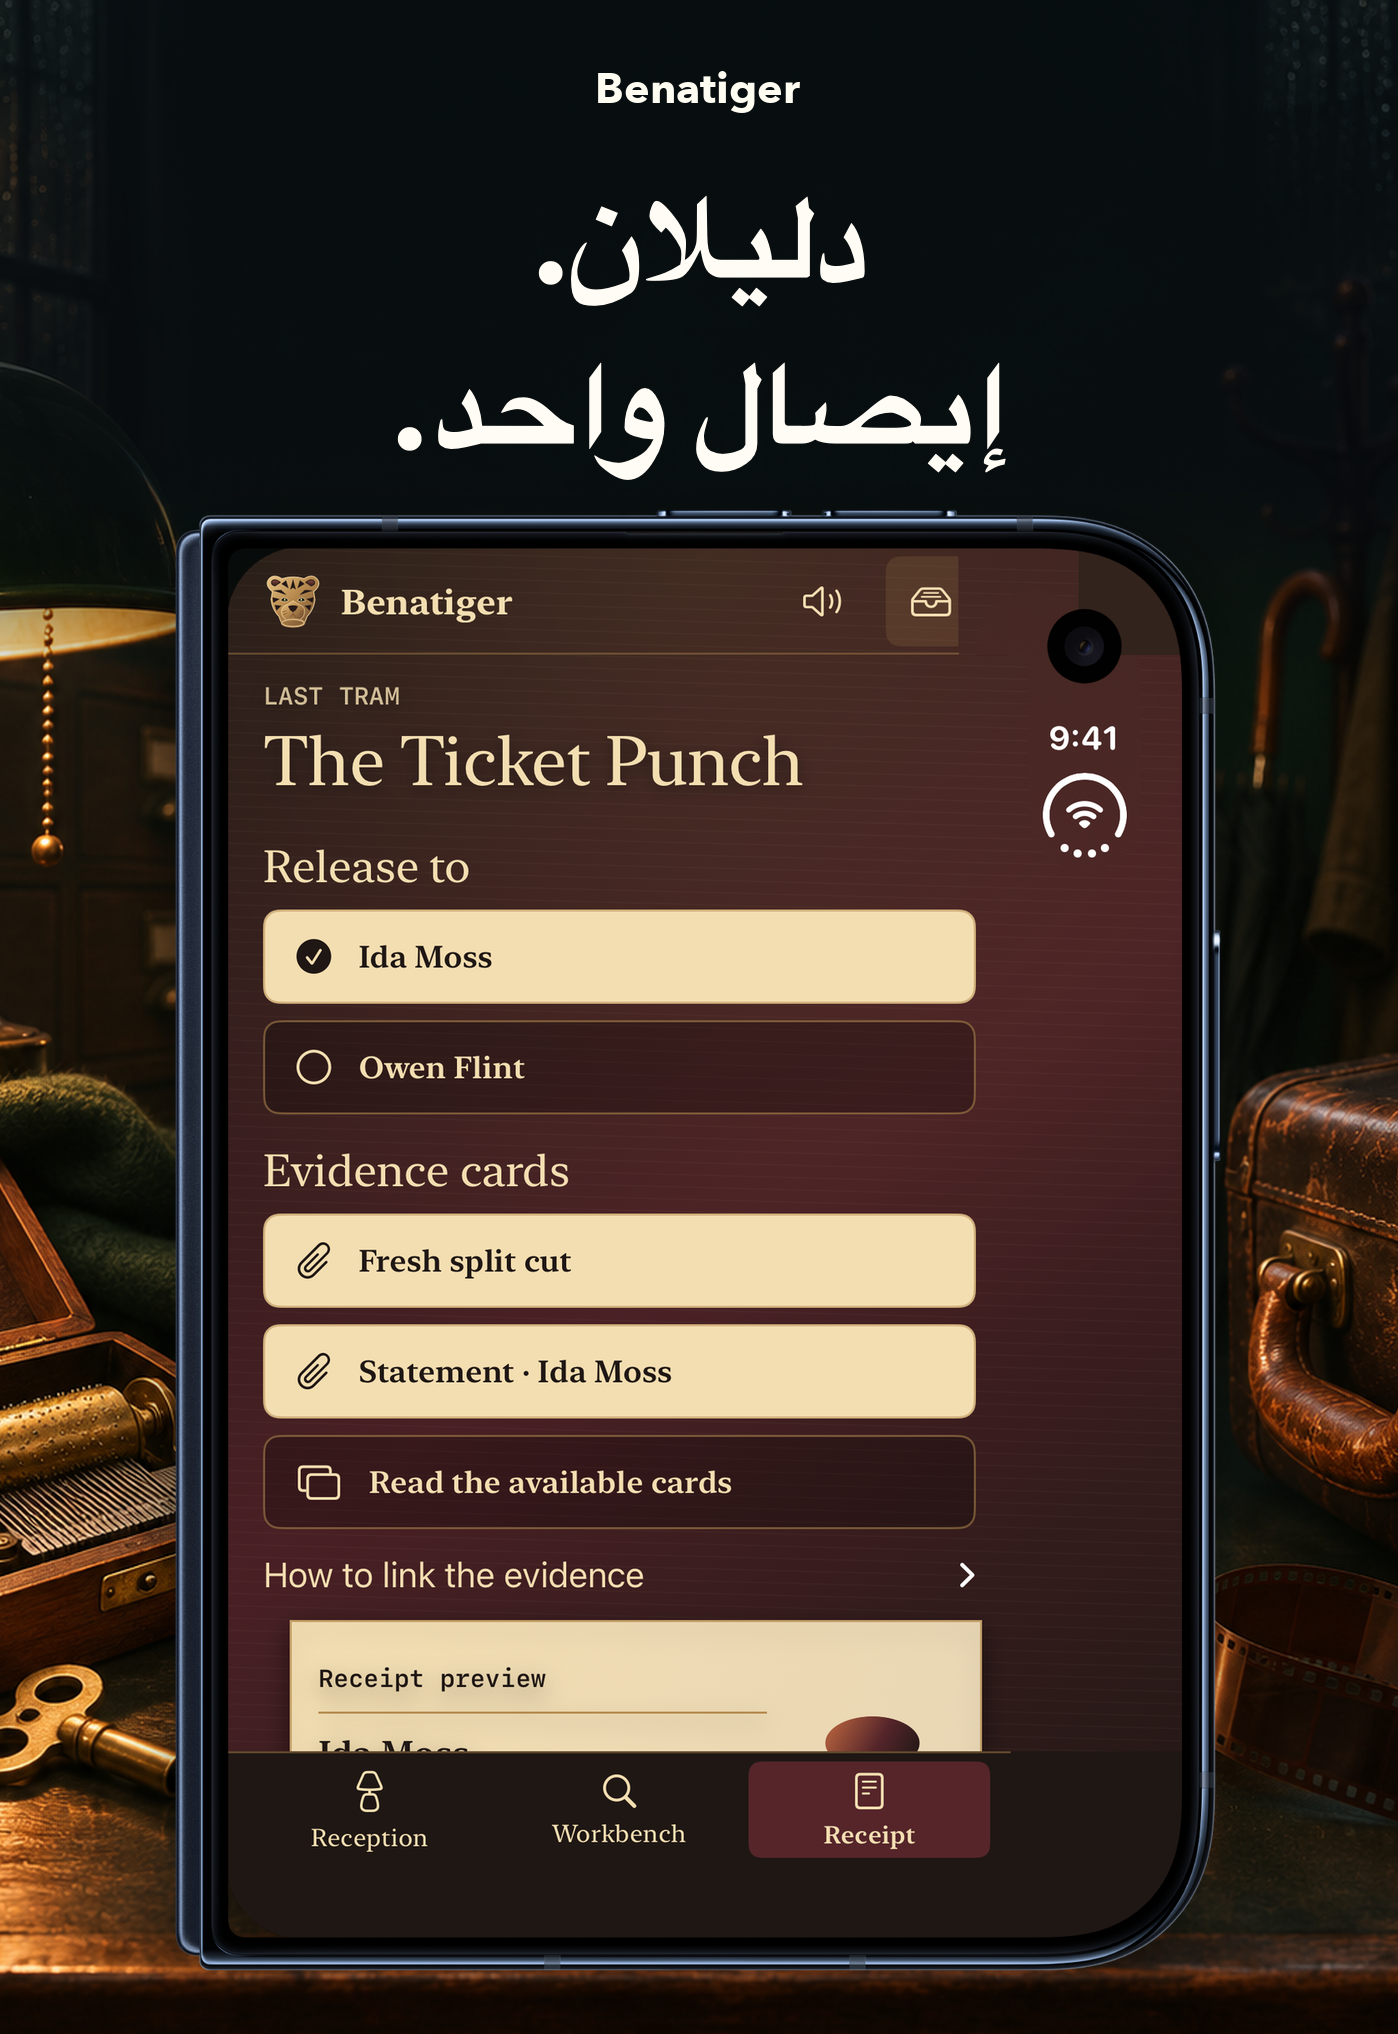 Benatiger
دليلان.
إيصال واحد.
Benatiger
LAST TRAM
The Ticket Punch
9:41
Release to
Ida Moss
Owen Flint
Evidence cards
Fresh split cut
Statement · Ida Moss
Read the available cards
How to link the evidence
Receipt preview
Ida Moss
Reception
Workbench
Receipt